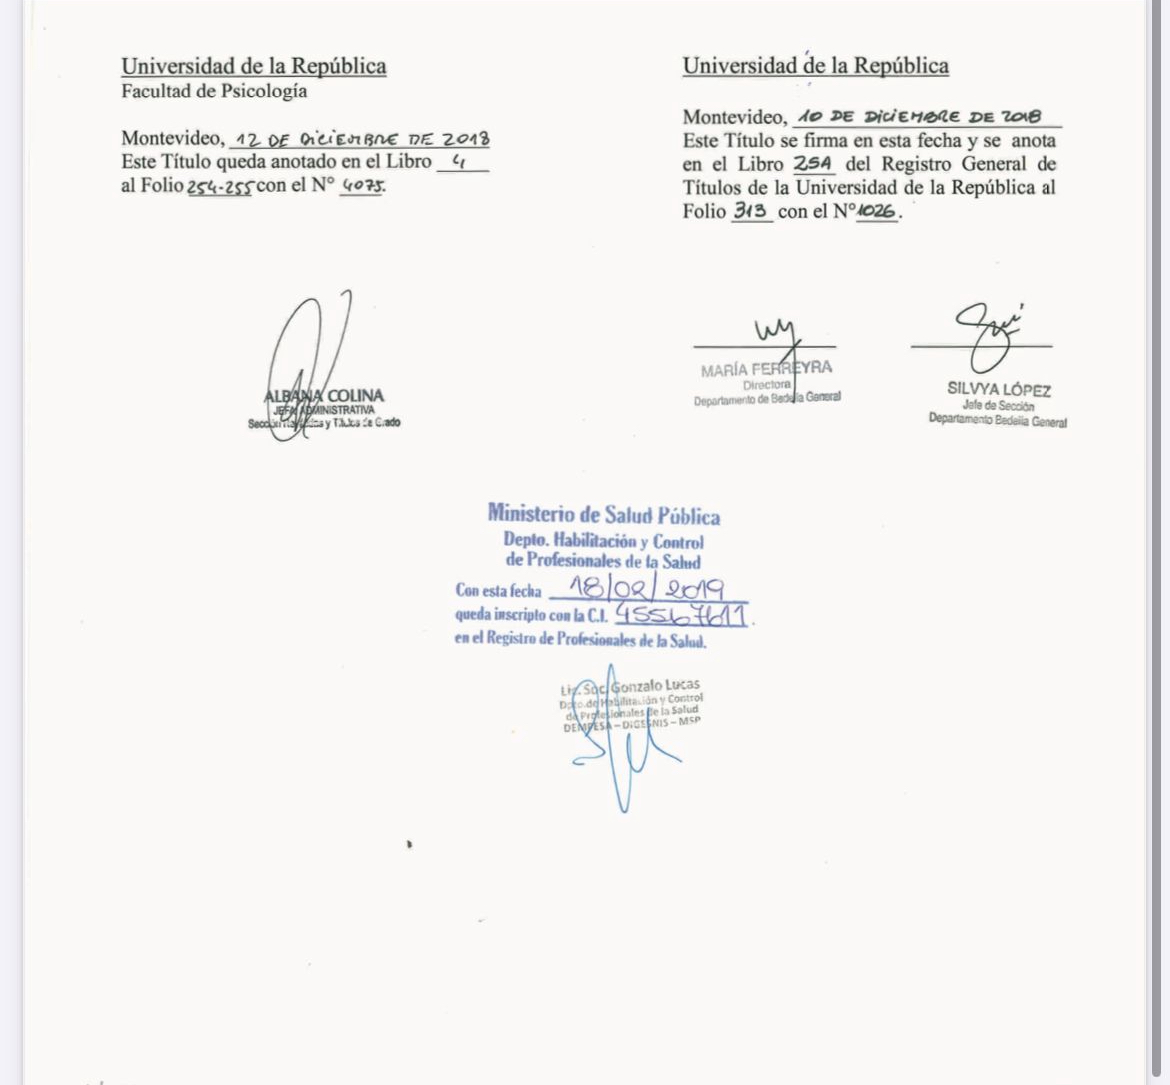 Universidad de la República
Facultad de Psicología
Montevideo, 12 DE DICIEMBRE DE 2018
Este Título queda anotado en el Libro 4
al Folio 254-255 con el Nº 4075.
Universidad de la República
Montevideo, 10 DE DICIEMBRE DE 2018
Este Título se firma en esta fecha y se anota
en el Libro 25A del Registro General de
Títulos de la Universidad de la República al
Folio 313 con el Nº 1026.
ALBANA COLINA
JEFA ADMINISTRATIVA
y Títulos de Grado
MARÍA FERREYRA
Directora
Departamento de Bedelía General
SILVYA LÓPEZ
Jefe de Sección
Departamento Bedelía General
Ministerio de Salud Pública
Depto. Habilitación y Control
de Profesionales de la Salud
Con esta fecha 18/02/2019
queda inscripto con la C.I. 45567611.
en el Registro de Profesionales de la Salud.
Lic. Soc. Gonzalo Lucas
Dpto. de Habilitación y Control
de Profesionales de la Salud
DEMPESA – DIGESNIS – MSP